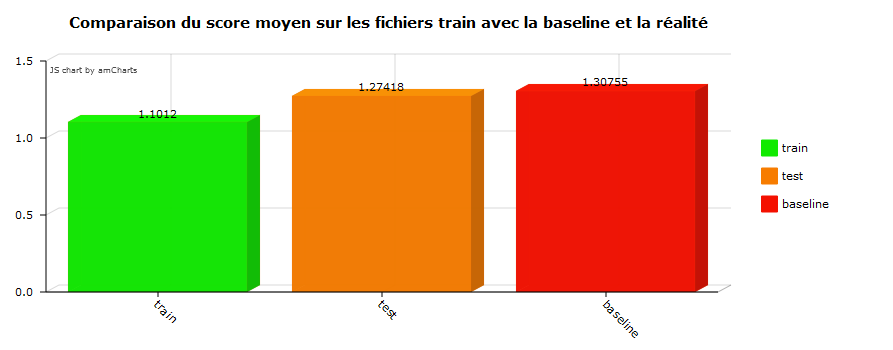 Comparaison du score moyen sur les fichiers train avec la baseline et la réalité
JS chart by amCharts
1.5
1.0
0.5
0.0
1.1012
1.27418
1.30755
train
test
baseline
train
test
baseline